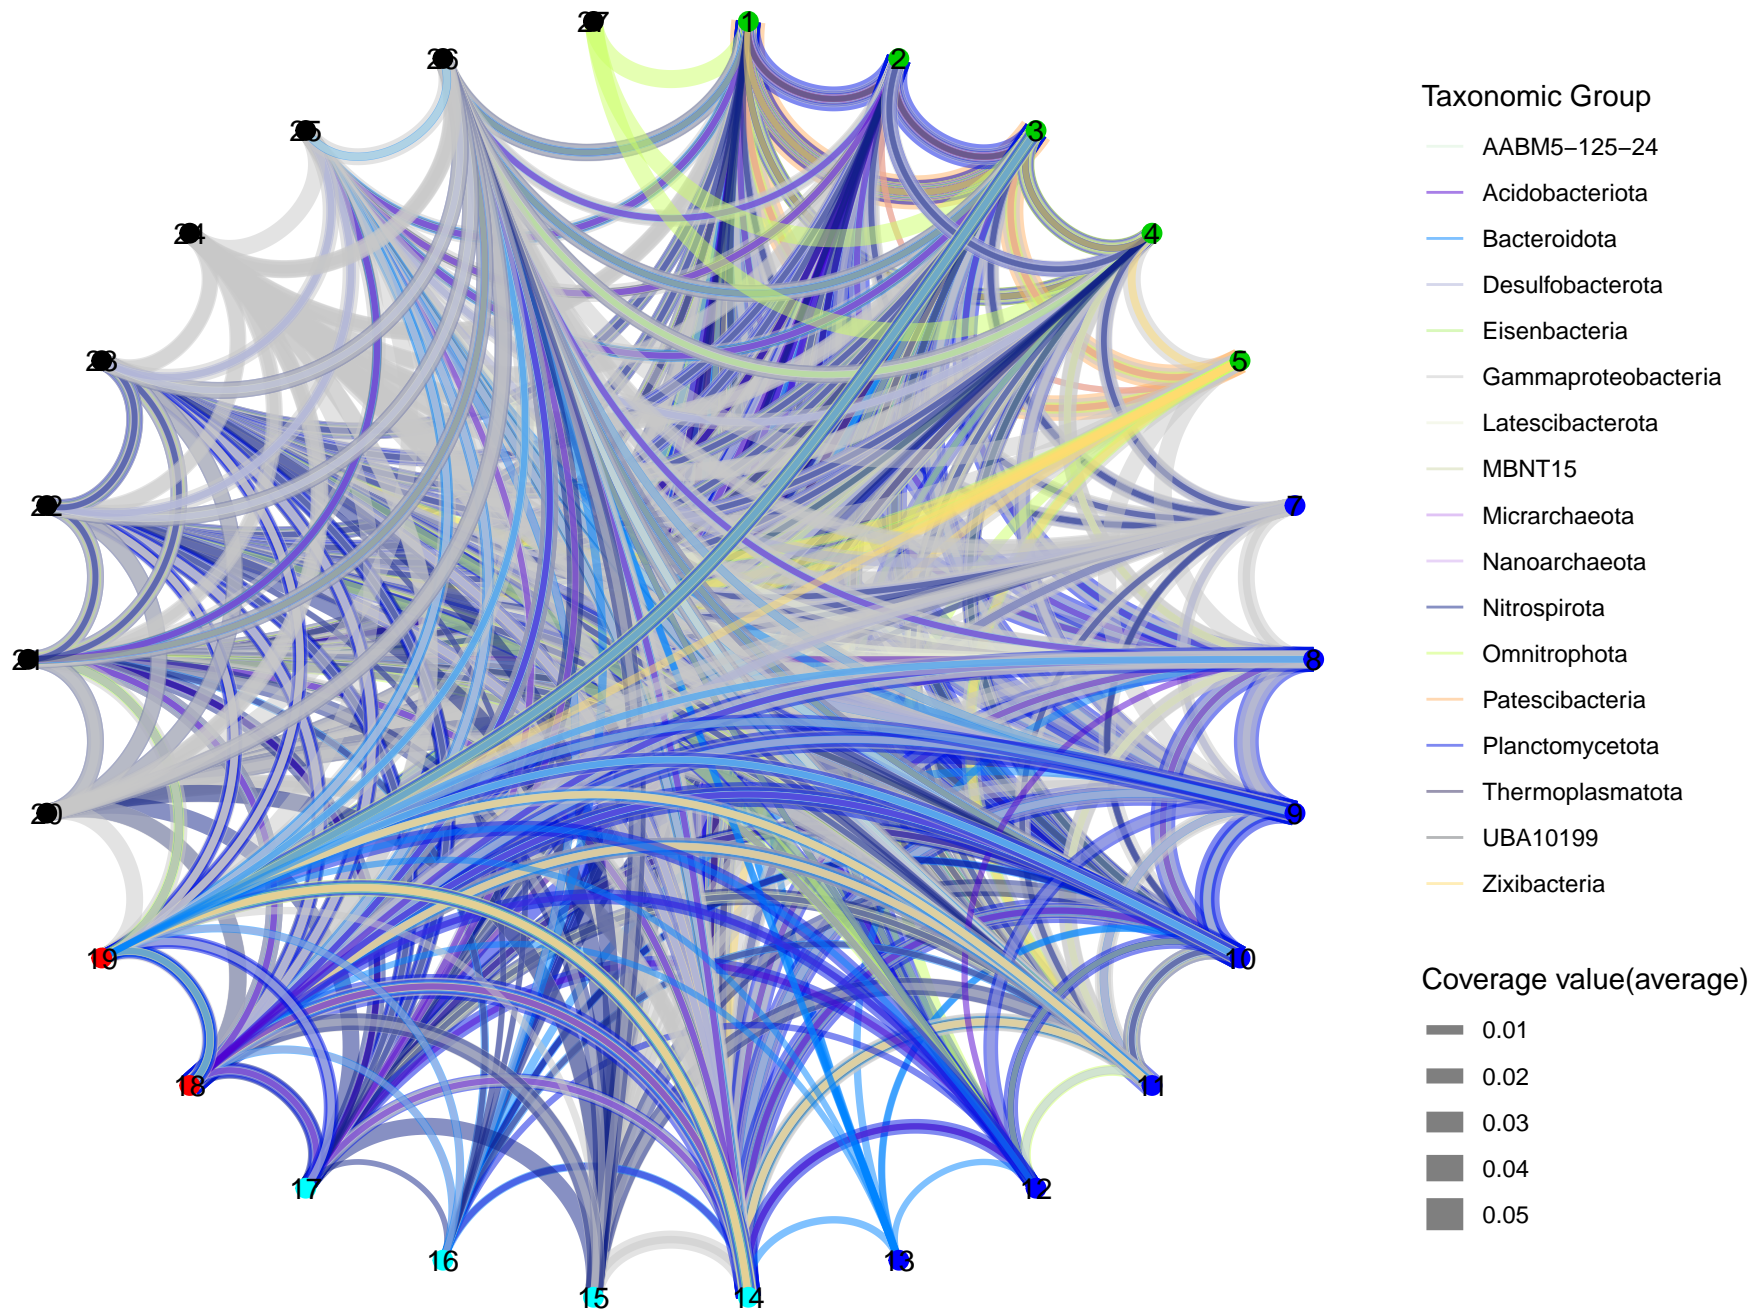 27
1
26
2
25
3
24
4
23
5
22
7
21
8
20
9
19
10
18
11
17
12
16
13
15
14
Taxonomic Group
AABM5−125−24
Acidobacteriota
Bacteroidota
Desulfobacterota
Eisenbacteria
Gammaproteobacteria
Latescibacterota
MBNT15
Micrarchaeota
Nanoarchaeota
Nitrospirota
Omnitrophota
Patescibacteria
Planctomycetota
Thermoplasmatota
UBA10199
Zixibacteria
Coverage value(average)
0.01
0.02
0.03
0.04
0.05